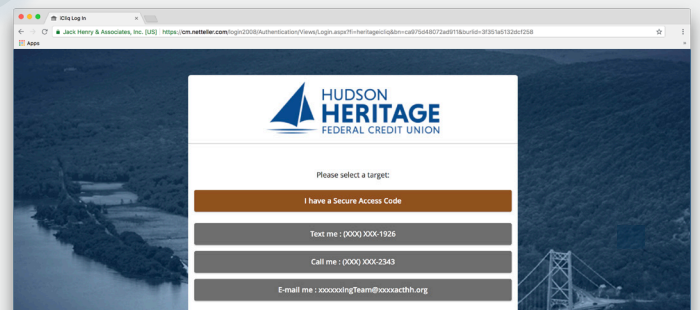 iCliq Log In
Jack Henry & Associates, Inc. [US] https://cm.netteller.com/login2008/Authentication/Views/Login.aspx?fi=heritageicliq&bn=ca975d48072ad911&burlid=3f351a5132dcf258
Apps
HUDSON
HERITAGE
FEDERAL CREDIT UNION
Please select a target:
I have a Secure Access Code
Text me : (XXX) XXX-1926
Call me : (XXX) XXX-2343
E-mail me : xxxxxxingTeam@xxxxacthh.org